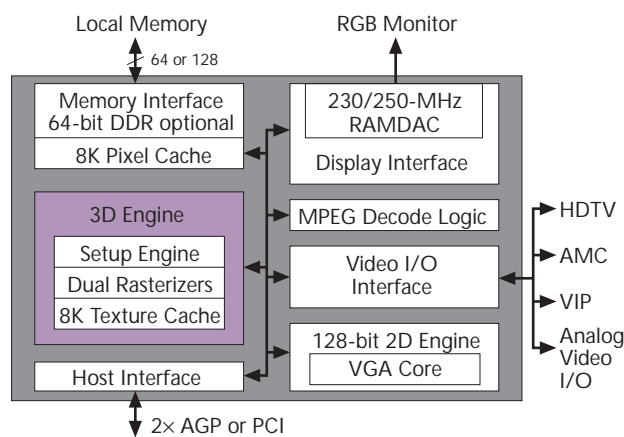 Local Memory
RGB Monitor
64 or 128
Memory Interface
64-bit DDR optional
8K Pixel Cache
230/250-MHz
RAMDAC
Display Interface
3D Engine
Setup Engine
Dual Rasterizers
8K Texture Cache
MPEG Decode Logic
Video I/O
Interface
128-bit 2D Engine
VGA Core
Host Interface
2× AGP or PCI
HDTV
AMC
VIP
Analog
Video
I/O